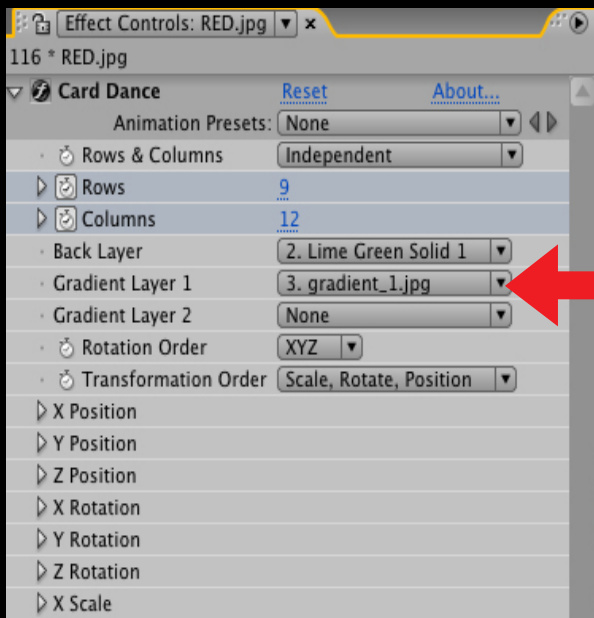 Effect Controls: RED.jpg
116 * RED.jpg
Card Dance Reset About...
Animation Presets: None
Rows & Columns Independent
Rows 9
Columns 12
Back Layer 2. Lime Green Solid 1
Gradient Layer 1 3. gradient_1.jpg
Gradient Layer 2 None
Rotation Order XYZ
Transformation Order Scale, Rotate, Position
X Position
Y Position
Z Position
X Rotation
Y Rotation
Z Rotation
X Scale